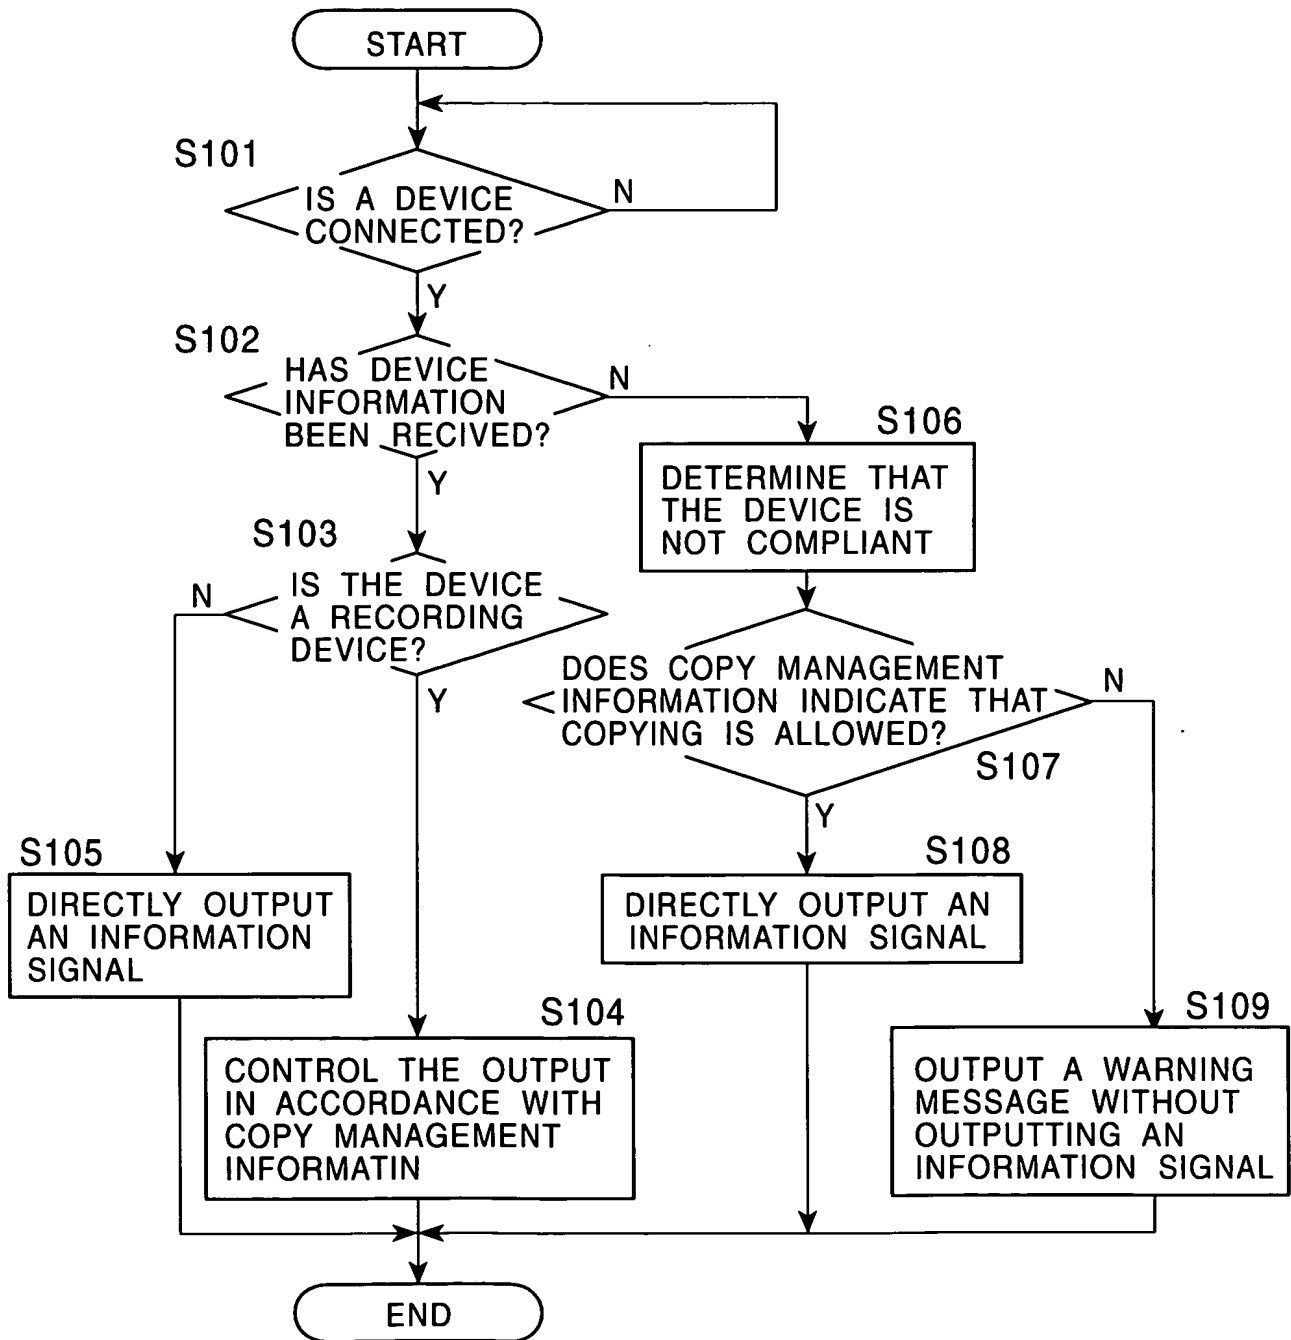 START
S101
IS A DEVICE
CONNECTED?
N
Y
S102
HAS DEVICE
INFORMATION
BEEN RECIVED?
N
Y
S106
DETERMINE THAT
THE DEVICE IS
NOT COMPLIANT
S103
IS THE DEVICE
A RECORDING
DEVICE?
N
Y
DOES COPY MANAGEMENT
INFORMATION INDICATE THAT
COPYING IS ALLOWED?
N
S107
Y
S105
DIRECTLY OUTPUT
AN INFORMATION
SIGNAL
S108
DIRECTLY OUTPUT AN
INFORMATION SIGNAL
S104
CONTROL THE OUTPUT
IN ACCORDANCE WITH
COPY MANAGEMENT
INFORMATIN
S109
OUTPUT A WARNING
MESSAGE WITHOUT
OUTPUTTING AN
INFORMATION SIGNAL
END